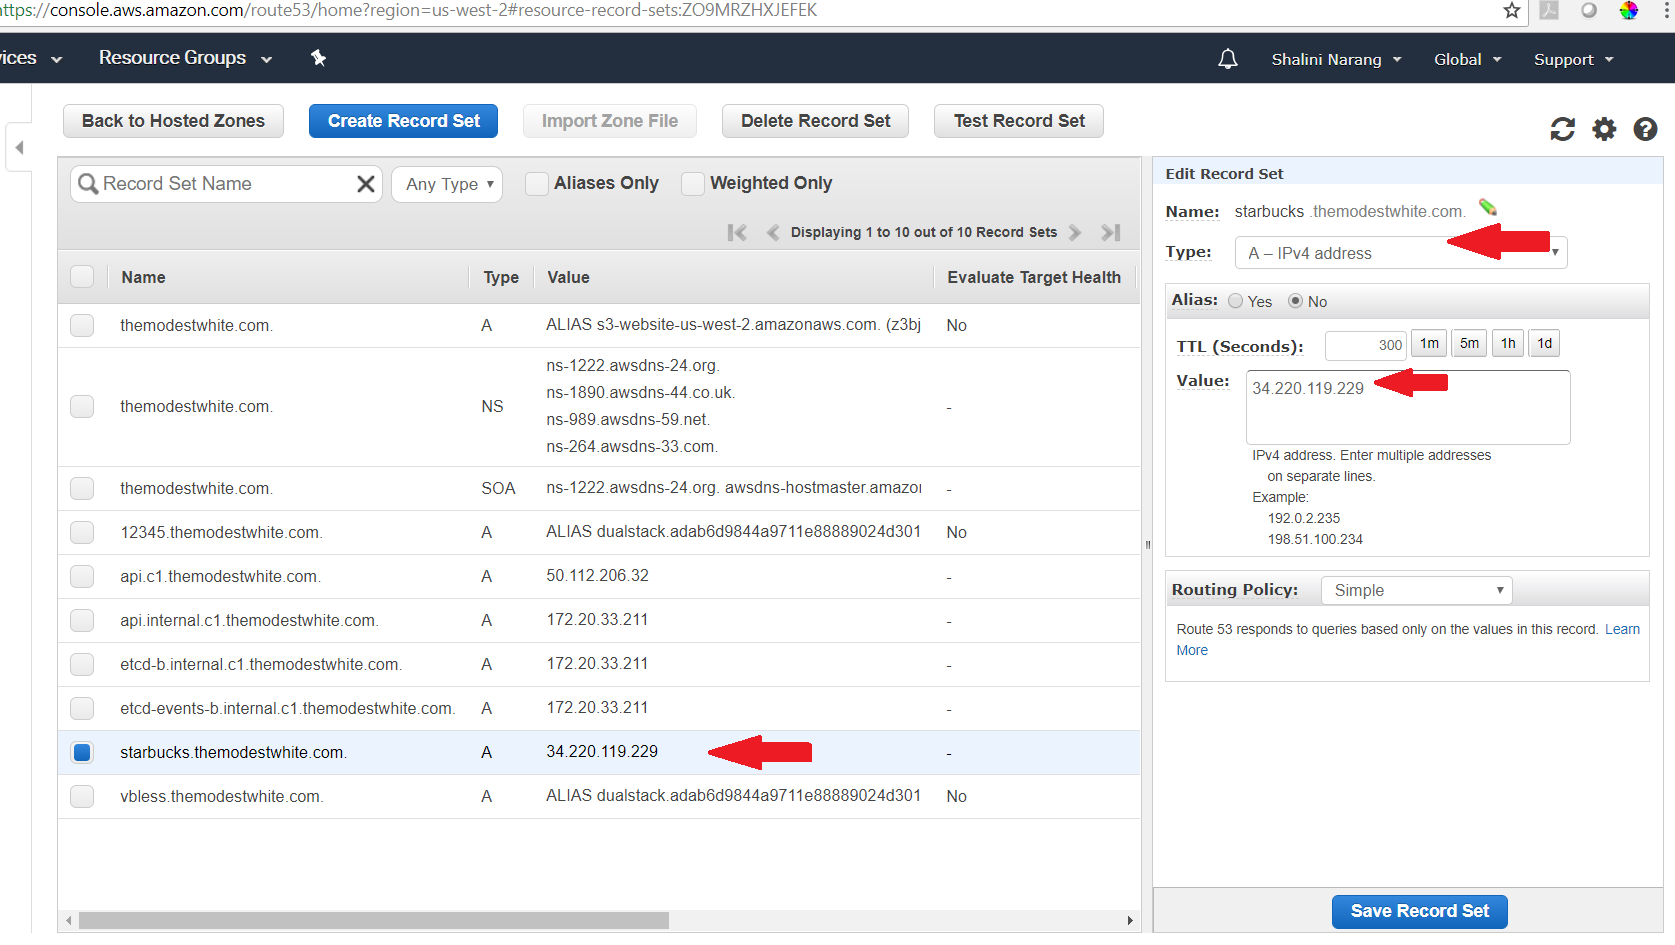 https://console.aws.amazon.com/route53/home?region=us-west-2#resource-record-sets:ZO9MRZHXJEFEK
ices Resource Groups Shalini Narang Global Support
Back to Hosted Zones Create Record Set Import Zone File Delete Record Set Test Record Set
Record Set Name Any Type Aliases Only Weighted Only
Displaying 1 to 10 out of 10 Record Sets
Name Type Value Evaluate Target Health
themodestwhite.com. A ALIAS s3-website-us-west-2.amazonaws.com. (z3bj No
themodestwhite.com. NS ns-1222.awsdns-24.org.
ns-1890.awsdns-44.co.uk.
ns-989.awsdns-59.net.
ns-264.awsdns-33.com.
-
themodestwhite.com. SOA ns-1222.awsdns-24.org. awsdns-hostmaster.amazon -
12345.themodestwhite.com. A ALIAS dualstack.adab6d9844a9711e88889024d301 No
api.c1.themodestwhite.com. A 50.112.206.32 -
api.internal.c1.themodestwhite.com. A 172.20.33.211 -
etcd-b.internal.c1.themodestwhite.com. A 172.20.33.211 -
etcd-events-b.internal.c1.themodestwhite.com. A 172.20.33.211 -
starbucks.themodestwhite.com. A 34.220.119.229 -
vbless.themodestwhite.com. A ALIAS dualstack.adab6d9844a9711e88889024d301 No
Edit Record Set
Name: starbucks .themodestwhite.com.
Type: A – IPv4 address
Alias: Yes No
TTL (Seconds): 300 1m 5m 1h 1d
Value: 34.220.119.229
IPv4 address. Enter multiple addresses
on separate lines.
Example:
192.0.2.235
198.51.100.234
Routing Policy: Simple
Route 53 responds to queries based only on the values in this record. Learn
More
Save Record Set